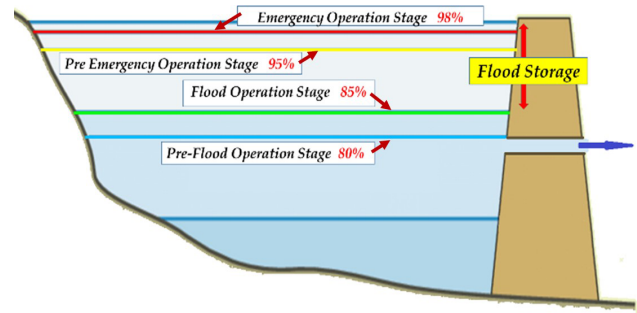 Emergency Operation Stage 98%
Pre Emergency Operation Stage 95%
Flood Storage
Flood Operation Stage 85%
Pre-Flood Operation Stage 80%